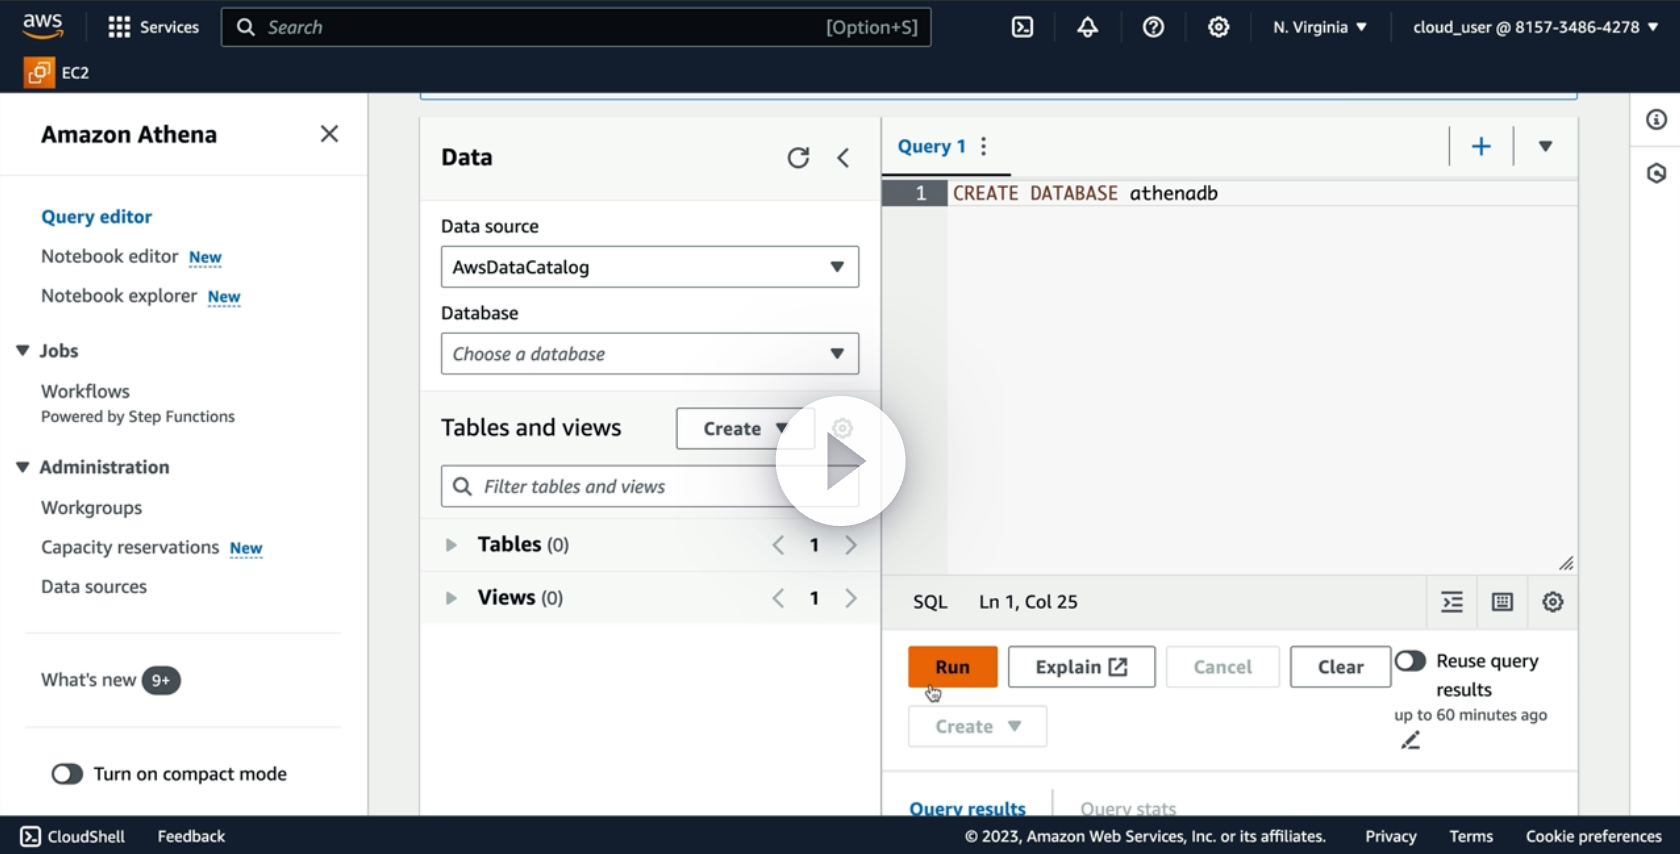 aws
Services
Search
[Option+S]
N. Virginia
cloud_user @ 8157-3486-4278
EC2
Amazon Athena
Query editor
Notebook editor New
Notebook explorer New
Jobs
Workflows
Powered by Step Functions
Administration
Workgroups
Capacity reservations New
Data sources
What's new 9+
Turn on compact mode
Data
Data source
AwsDataCatalog
Database
Choose a database
Tables and views
Create
Filter tables and views
Tables (0)
1
Views (0)
1
Query 1
1 CREATE DATABASE athenadb
SQL Ln 1, Col 25
Run
Explain
Cancel
Clear
Reuse query
results
up to 60 minutes ago
Create
Query results
Query stats
CloudShell
Feedback
© 2023, Amazon Web Services, Inc. or its affiliates.
Privacy
Terms
Cookie preferences